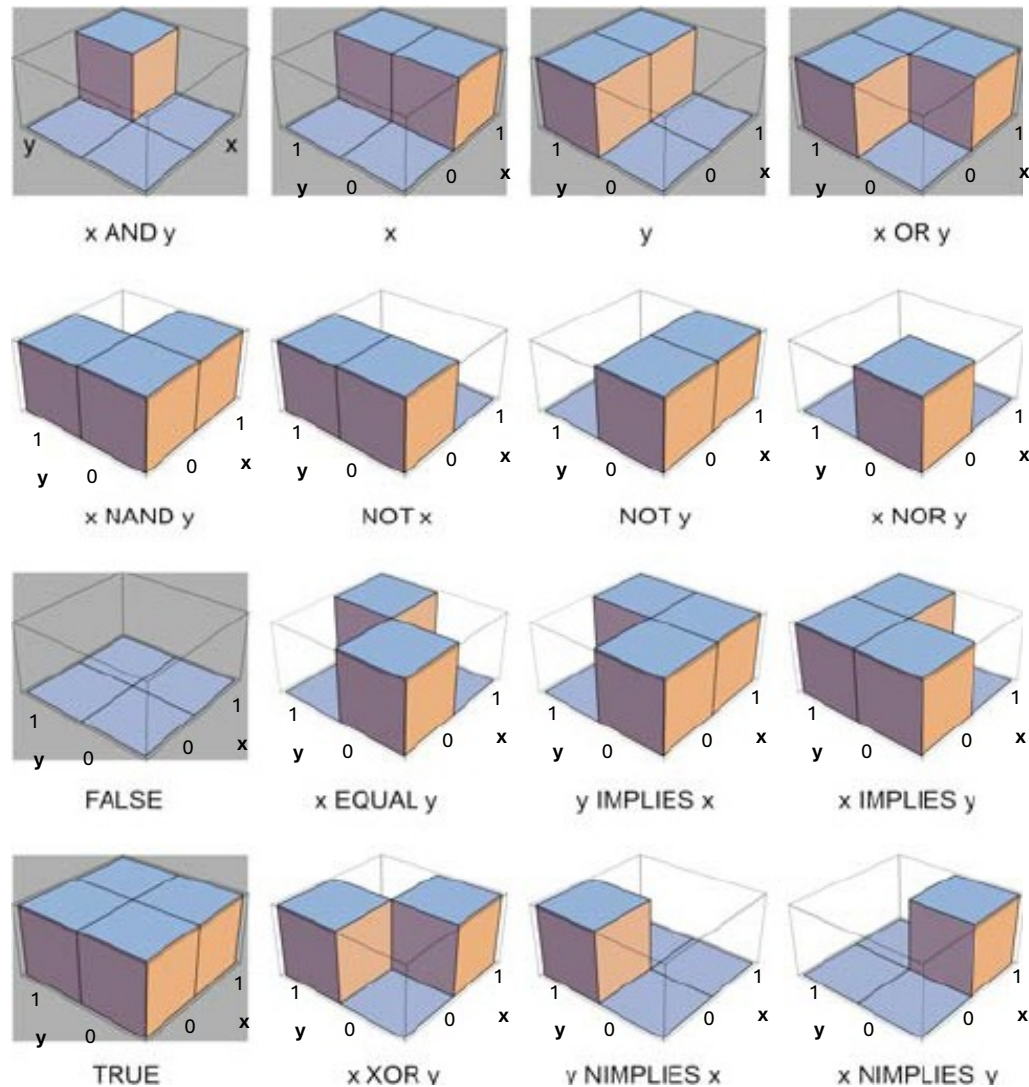 y x
1 0 y 0 1 x
1 0 y 0 1 x
1 0 y 0 1 x
x AND y
x
y
x OR y
1 0 y 0 1 x
1 0 y 0 1 x
1 0 y 0 1 x
1 0 y 0 1 x
x NAND y
NOT x
NOT y
x NOR y
1 0 y 0 1 x
1 0 y 0 1 x
1 0 y 0 1 x
1 0 y 0 1 x
FALSE
x EQUAL y
y IMPLIES x
x IMPLIES y
1 0 y 0 1 x
1 0 y 0 1 x
1 0 y 0 1 x
1 0 y 0 1 x
TRUE
x XOR y
y NIMPLIES x
x NIMPLIES y